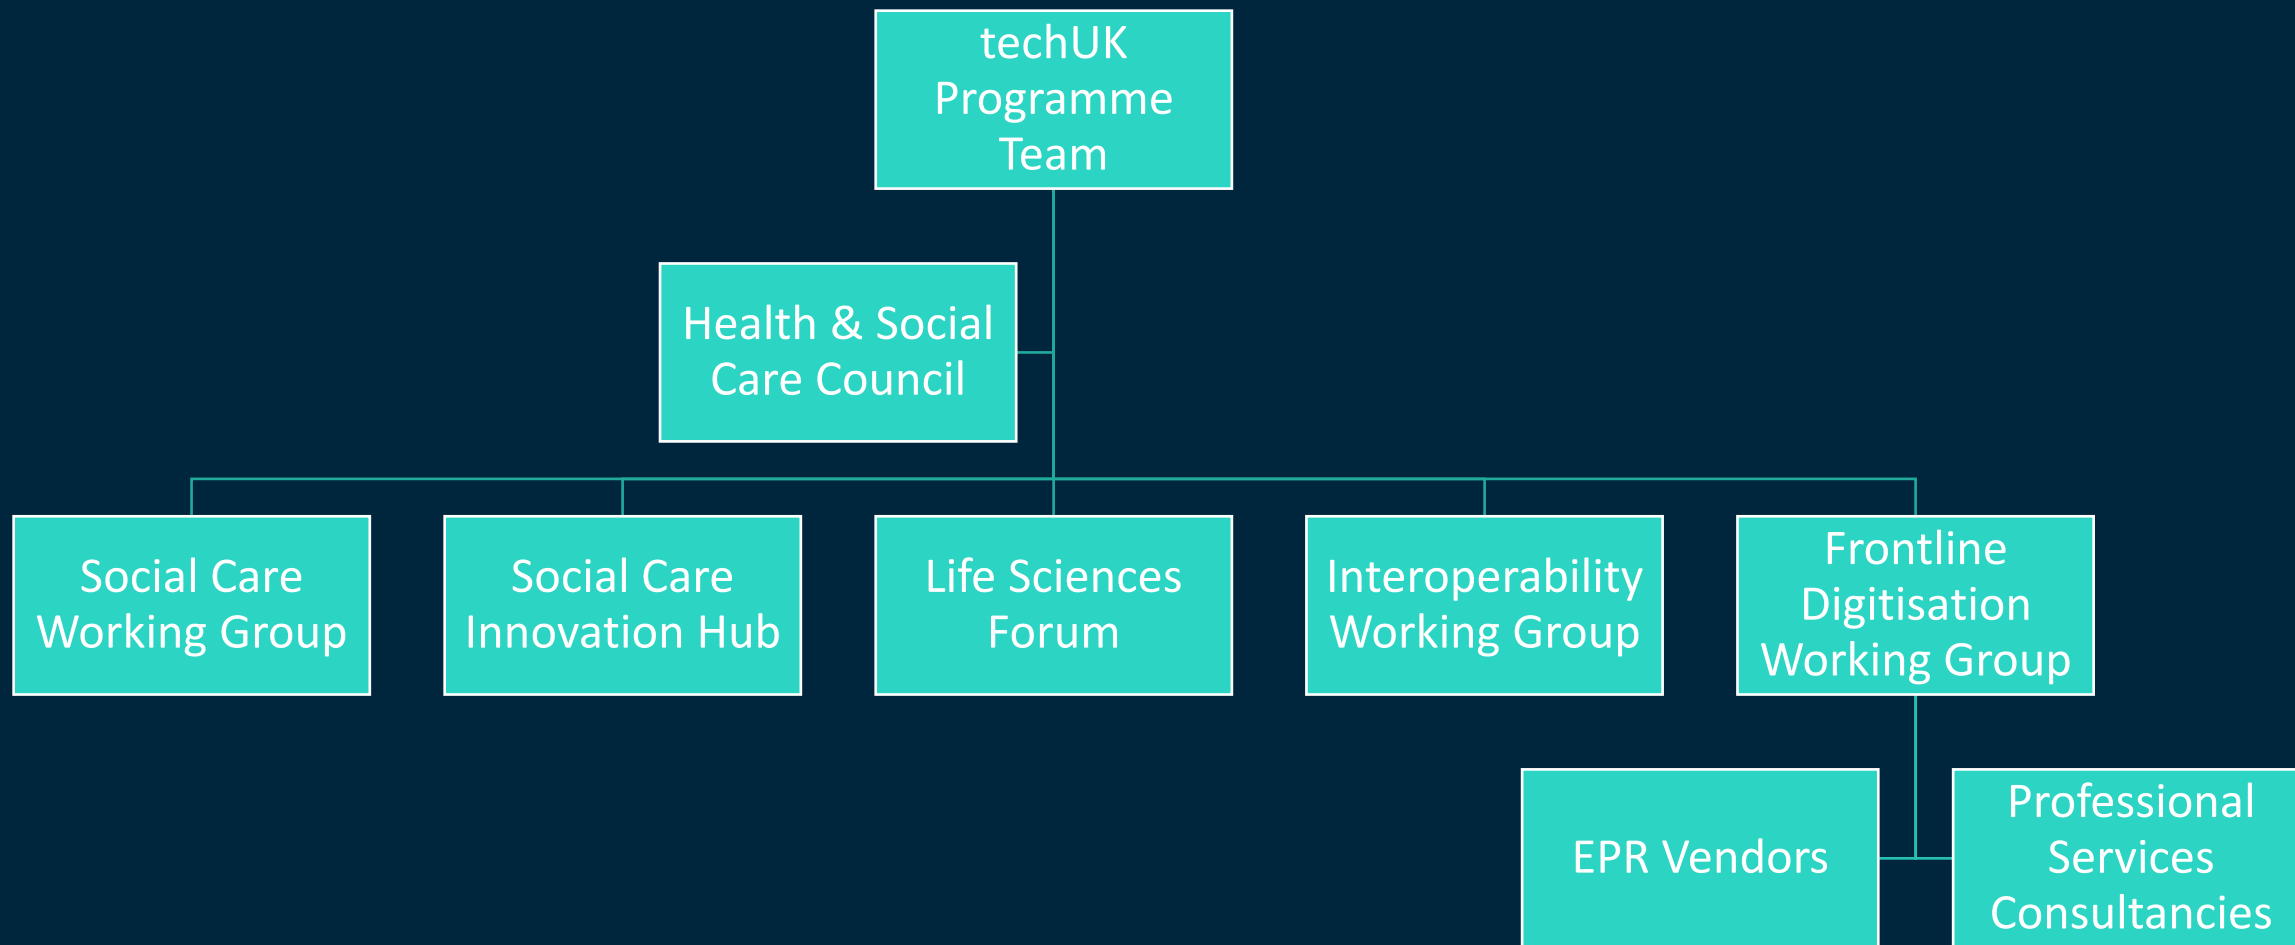 techUK
Programme
Team
Health & Social
Care Council
Social Care
Working Group
Social Care
Innovation Hub
Life Sciences
Forum
Interoperability
Working Group
Frontline
Digitisation
Working Group
EPR Vendors
Professional
Services
Consultancies